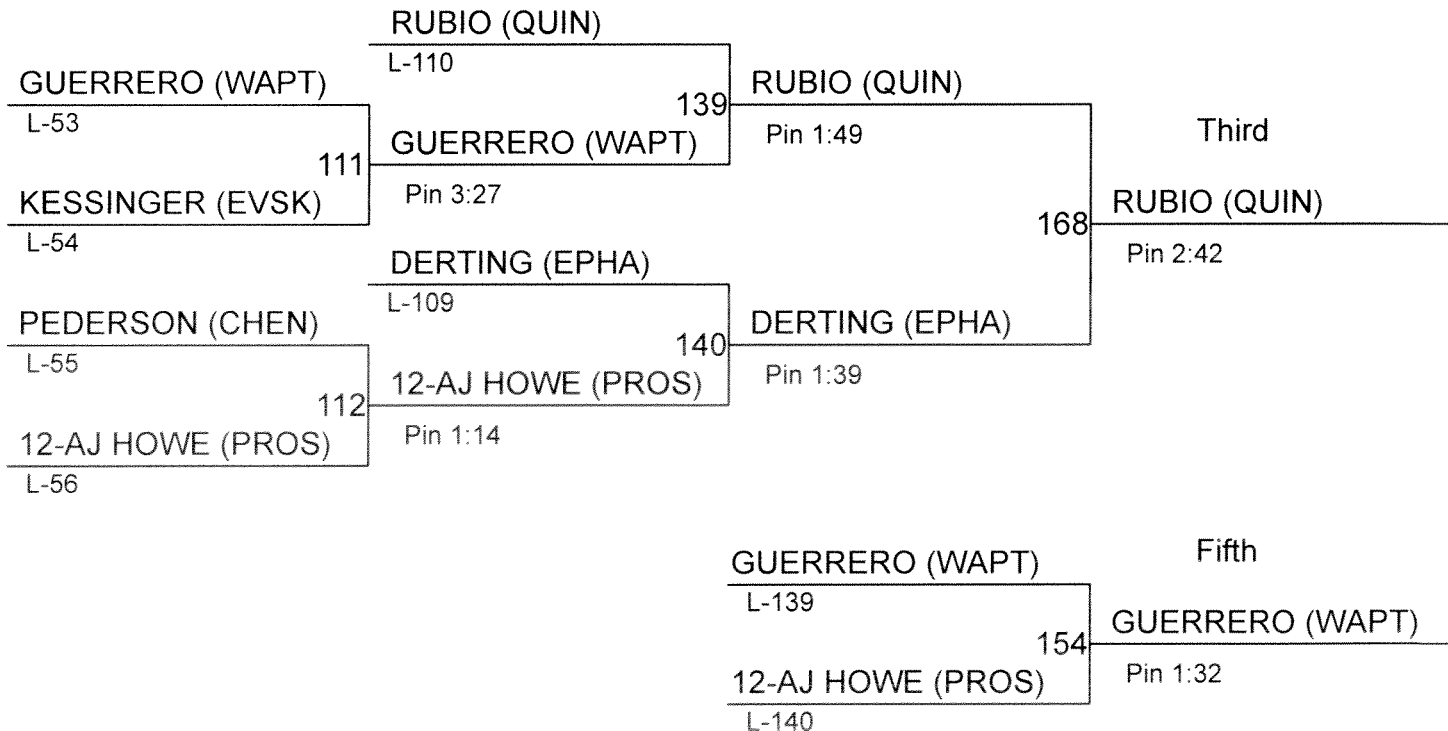 RUBIO (QUIN)
L-110
GUERRERO (WAPT)
L-53
139
RUBIO (QUIN)
Pin 1:49
Third
111
GUERRERO (WAPT)
Pin 3:27
KESSINGER (EVSK)
L-54
168
RUBIO (QUIN)
Pin 2:42
DERTING (EPHA)
L-109
PEDERSON (CHEN)
L-55
140
DERTING (EPHA)
Pin 1:39
112
12-AJ HOWE (PROS)
Pin 1:14
12-AJ HOWE (PROS)
L-56
Fifth
GUERRERO (WAPT)
L-139
154
GUERRERO (WAPT)
Pin 1:32
12-AJ HOWE (PROS)
L-140